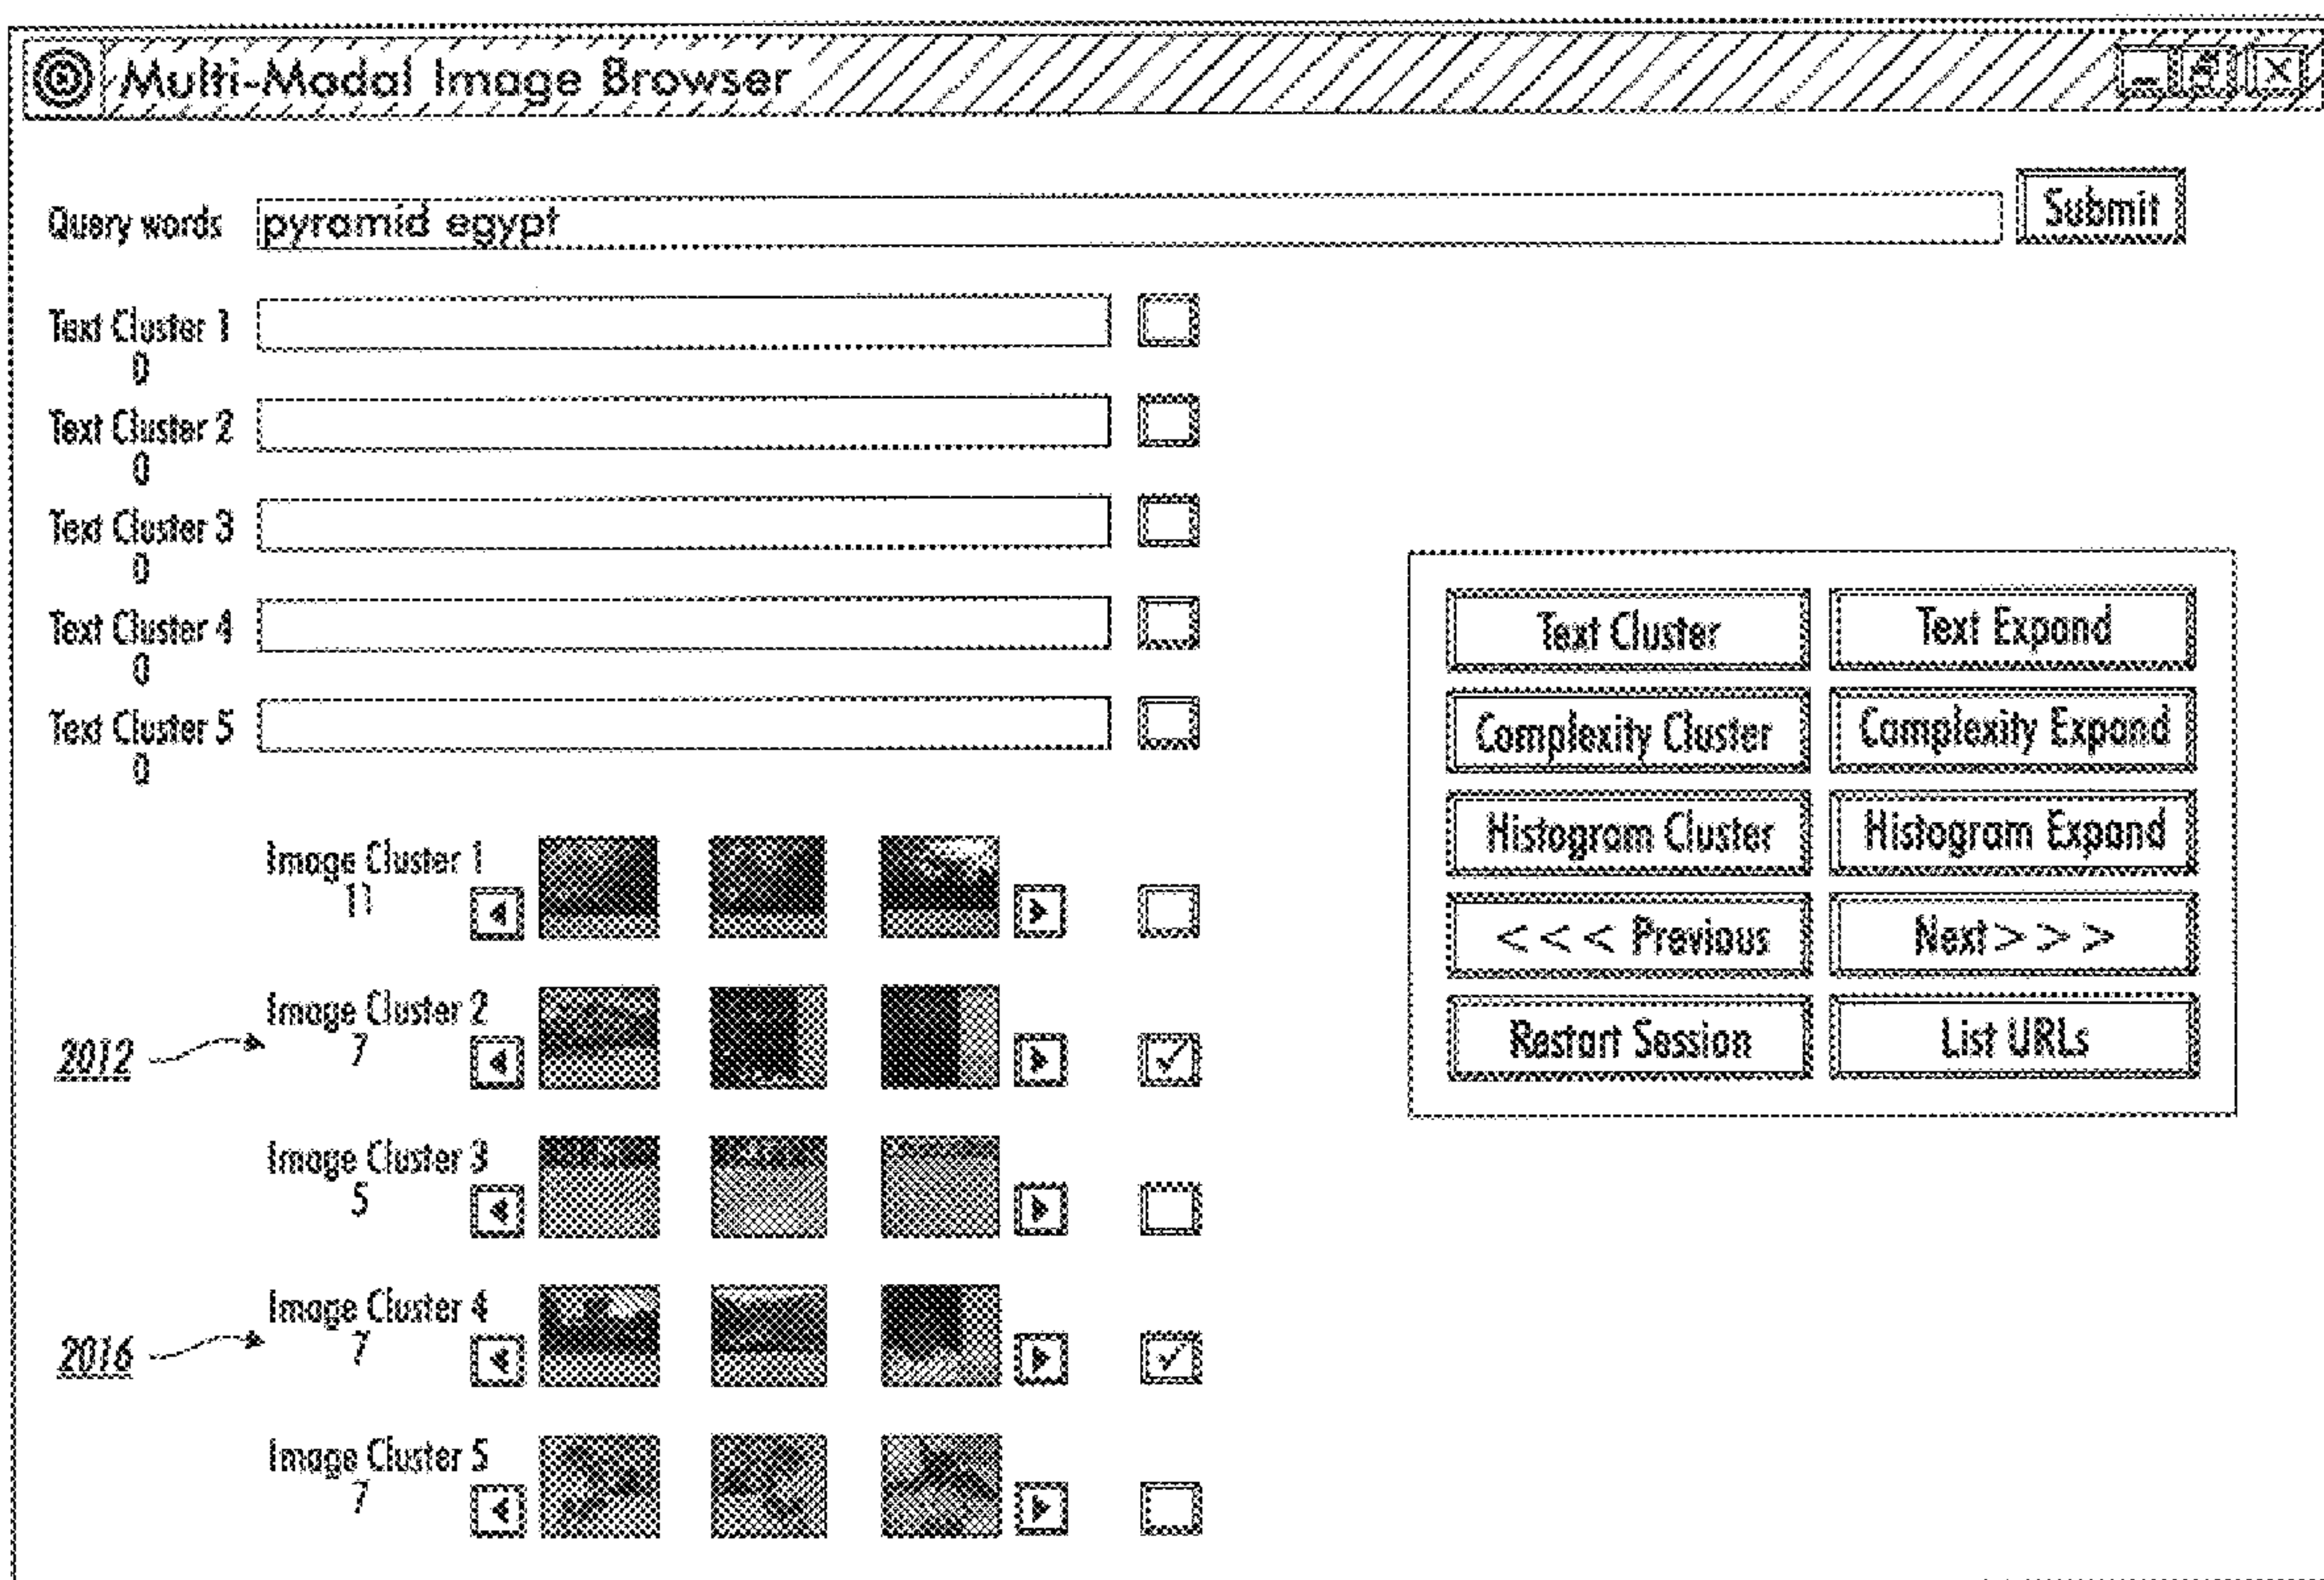 Multi-Modal Image Browser
Query words pyramid egypt Submit
Text Cluster 1
0
Text Cluster 2
0
Text Cluster 3
0
Text Cluster 4
0
Text Cluster 5
0
Text Cluster Text Expand
Complexity Cluster Complexity Expand
Histogram Cluster Histogram Expand
<<< Previous Next>>>
Restart Session List URLs
Image Cluster 1
11
2012 Image Cluster 2
7
Image Cluster 3
5
2016 Image Cluster 4
7
Image Cluster 5
7